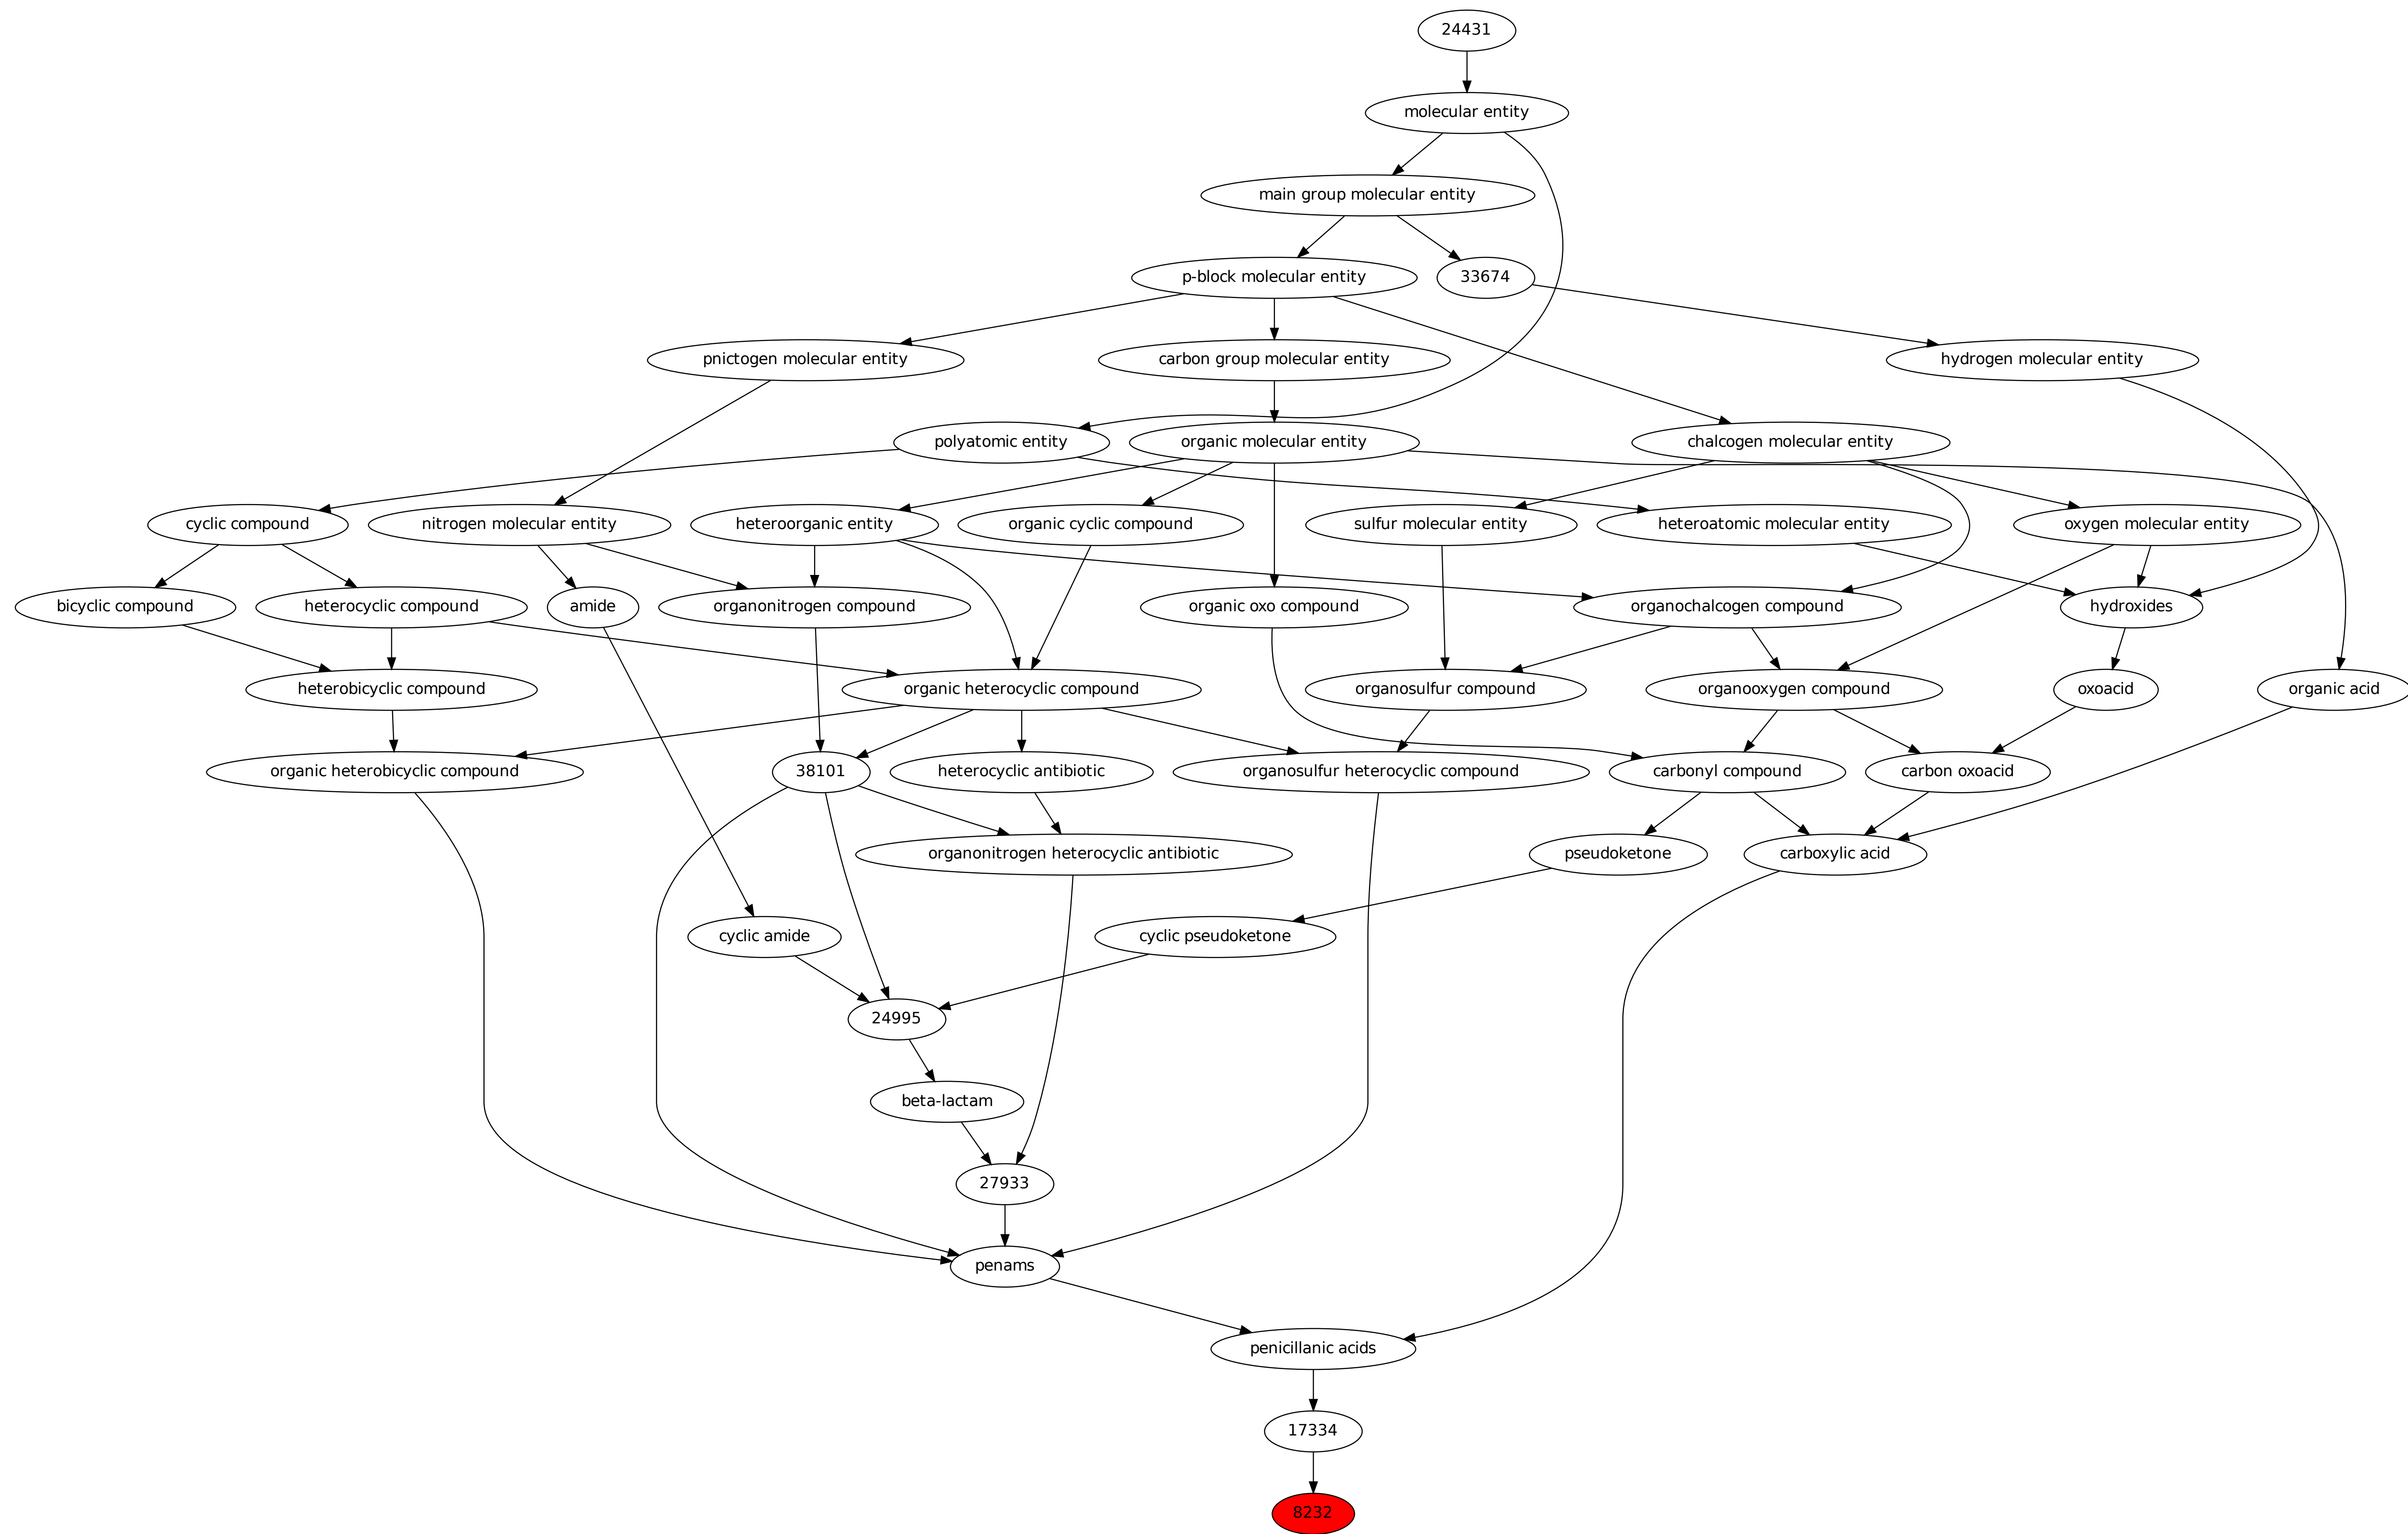 24431
molecular entity
main group molecular entity
p-block molecular entity
33674
pnictogen molecular entity
carbon group molecular entity
hydrogen molecular entity
polyatomic entity
organic molecular entity
chalcogen molecular entity
cyclic compound
nitrogen molecular entity
heteroorganic entity
organic cyclic compound
sulfur molecular entity
heteroatomic molecular entity
oxygen molecular entity
bicyclic compound
heterocyclic compound
amide
organonitrogen compound
organic oxo compound
organochalcogen compound
hydroxides
heterobicyclic compound
organic heterocyclic compound
organosulfur compound
organooxygen compound
oxoacid
organic acid
organic heterobicyclic compound
38101
heterocyclic antibiotic
organosulfur heterocyclic compound
carbonyl compound
carbon oxoacid
organonitrogen heterocyclic antibiotic
pseudoketone
carboxylic acid
cyclic amide
cyclic pseudoketone
24995
beta-lactam
27933
penams
penicillanic acids
17334
8232